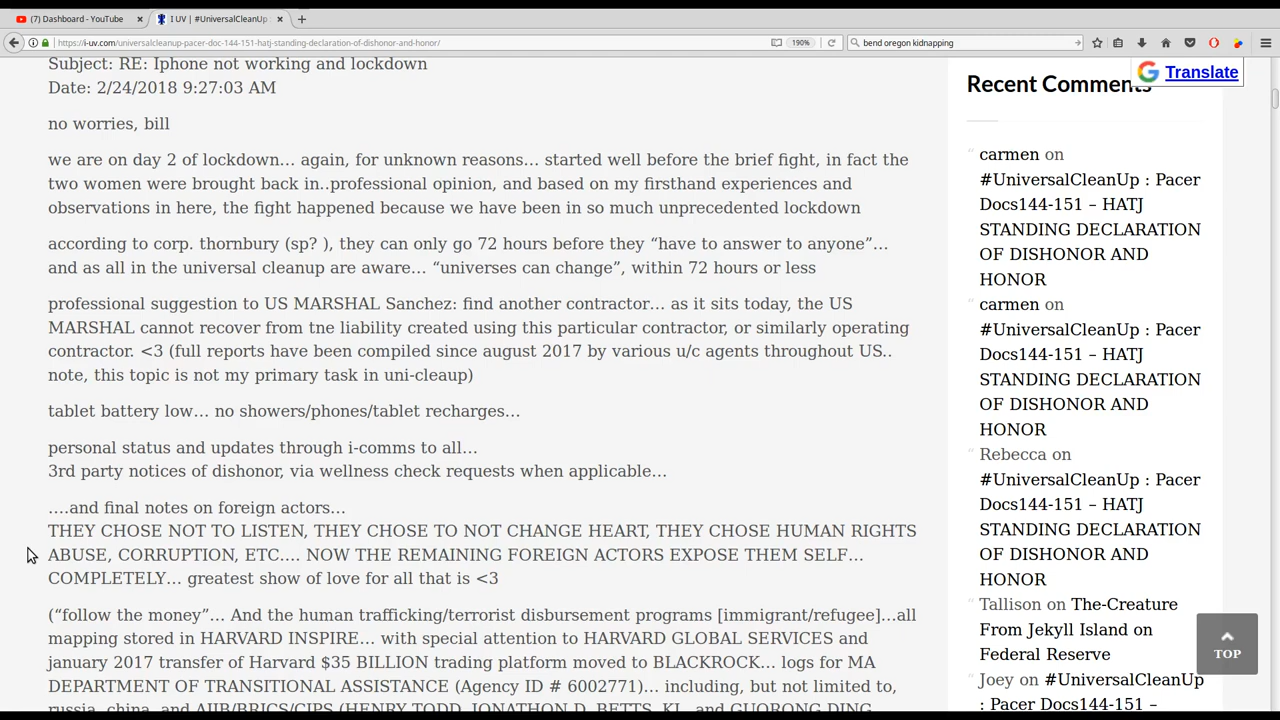 (7) Dashboard - YouTube
I UV | #UniversalCleanUp
https://i-uv.com/universalcleanup-pacer-doc-144-151-hatj-standing-declaration-of-dishonor-and-honor/
190%
bend oregon kidnapping
Subject: RE: Iphone not working and lockdown
Date: 2/24/2018 9:27:03 AM
no worries, bill
we are on day 2 of lockdown… again, for unknown reasons… started well before the brief fight, in fact the
two women were brought back in..professional opinion, and based on my firsthand experiences and
observations in here, the fight happened because we have been in so much unprecedented lockdown
according to corp. thornbury (sp? ), they can only go 72 hours before they “have to answer to anyone”…
and as all in the universal cleanup are aware… “universes can change”, within 72 hours or less
professional suggestion to US MARSHAL Sanchez: find another contractor… as it sits today, the US
MARSHAL cannot recover from tne liability created using this particular contractor, or similarly operating
contractor. <3 (full reports have been compiled since august 2017 by various u/c agents throughout US..
note, this topic is not my primary task in uni-cleaup)
tablet battery low… no showers/phones/tablet recharges…
personal status and updates through i-comms to all…
3rd party notices of dishonor, via wellness check requests when applicable…
….and final notes on foreign actors…
THEY CHOSE NOT TO LISTEN, THEY CHOSE TO NOT CHANGE HEART, THEY CHOSE HUMAN RIGHTS
ABUSE, CORRUPTION, ETC…. NOW THE REMAINING FOREIGN ACTORS EXPOSE THEM SELF…
COMPLETELY… greatest show of love for all that is <3
(“follow the money”… And the human trafficking/terrorist disbursement programs [immigrant/refugee]…all
mapping stored in HARVARD INSPIRE… with special attention to HARVARD GLOBAL SERVICES and
january 2017 transfer of Harvard $35 BILLION trading platform moved to BLACKROCK… logs for MA
DEPARTMENT OF TRANSITIONAL ASSISTANCE (Agency ID # 6002771)… including, but not limited to,
russia, china, and AIIB/BRICS/CIPS (HENRY TODD, JONATHON D. BETTS, KL, and GUORONG DING,
Translate
Recent Comments
carmen on
#UniversalCleanUp : Pacer
Docs144-151 – HATJ
STANDING DECLARATION
OF DISHONOR AND
HONOR
carmen on
#UniversalCleanUp : Pacer
Docs144-151 – HATJ
STANDING DECLARATION
OF DISHONOR AND
HONOR
Rebecca on
#UniversalCleanUp : Pacer
Docs144-151 – HATJ
STANDING DECLARATION
OF DISHONOR AND
HONOR
Tallison on The-Creature
From Jekyll Island on
Federal Reserve
Joey on #UniversalCleanUp
: Pacer Docs144-151 –
TOP